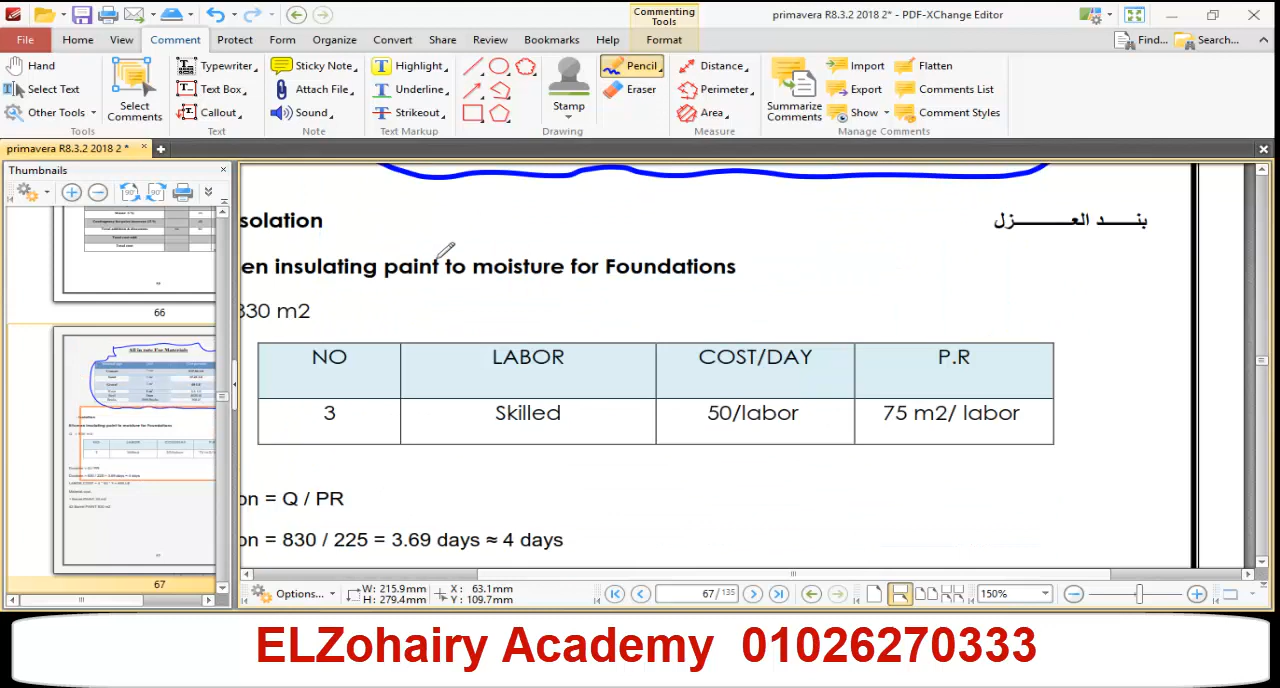 Commenting Tools
primavera R8.3.2 2018 2* - PDF-XChange Editor
File Home View Comment Protect Form Organize Convert Share Review Bookmarks Help Format Find... Search...
Hand
Select Text
Other Tools
Tools
Select Comments
Typewriter
Text Box
Callout
Text
Sticky Note
Attach File
Sound
Note
Highlight
Underline
Strikeout
Text Markup
Drawing
Stamp
Pencil
Eraser
Distance
Perimeter
Area
Measure
Summarize Comments
Import
Export
Show
Flatten
Comments List
Comment Styles
Manage Comments
primavera R8.3.2 2018 2 *
Thumbnails
66
All in rate For Materials
67
solation
بنـــد العـــــــزل
en insulating paint to moisture for Foundations
830 m2
NO LABOR COST/DAY P.R
3 Skilled 50/labor 75 m2/ labor
on = Q / PR
on = 830 / 225 = 3.69 days ≈ 4 days
Options...
W: 215.9mm
H: 279.4mm
X: 63.1mm
Y: 109.7mm
67 / 135
150%
ELZohairy Academy 01026270333